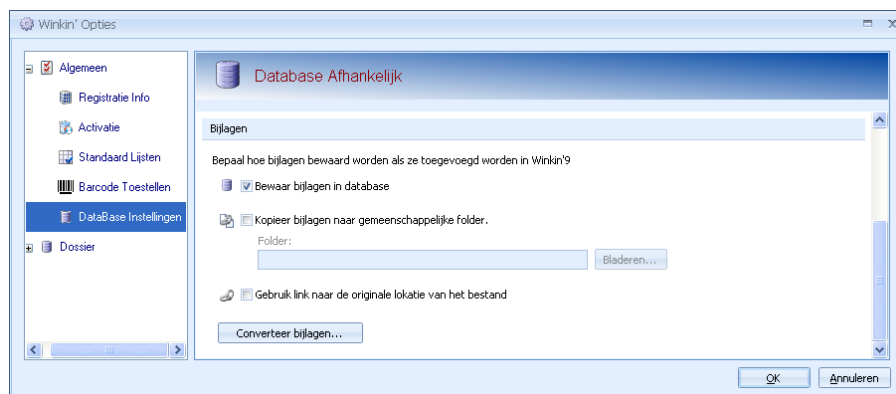 Winkin' Opties
Algemeen
Registratie Info
Activatie
Standaard Lijsten
Barcode Toestellen
DataBase Instellingen
Dossier
Database Afhankelijk
Bijlagen
Bepaal hoe bijlagen bewaard worden als ze toegevoegd worden in Winkin'9
Bewaar bijlagen in database
Kopieer bijlagen naar gemeenschappelijke folder.
Folder:
Bladeren...
Gebruik link naar de originale lokatie van het bestand
Converteer bijlagen...
OK
Annuleren